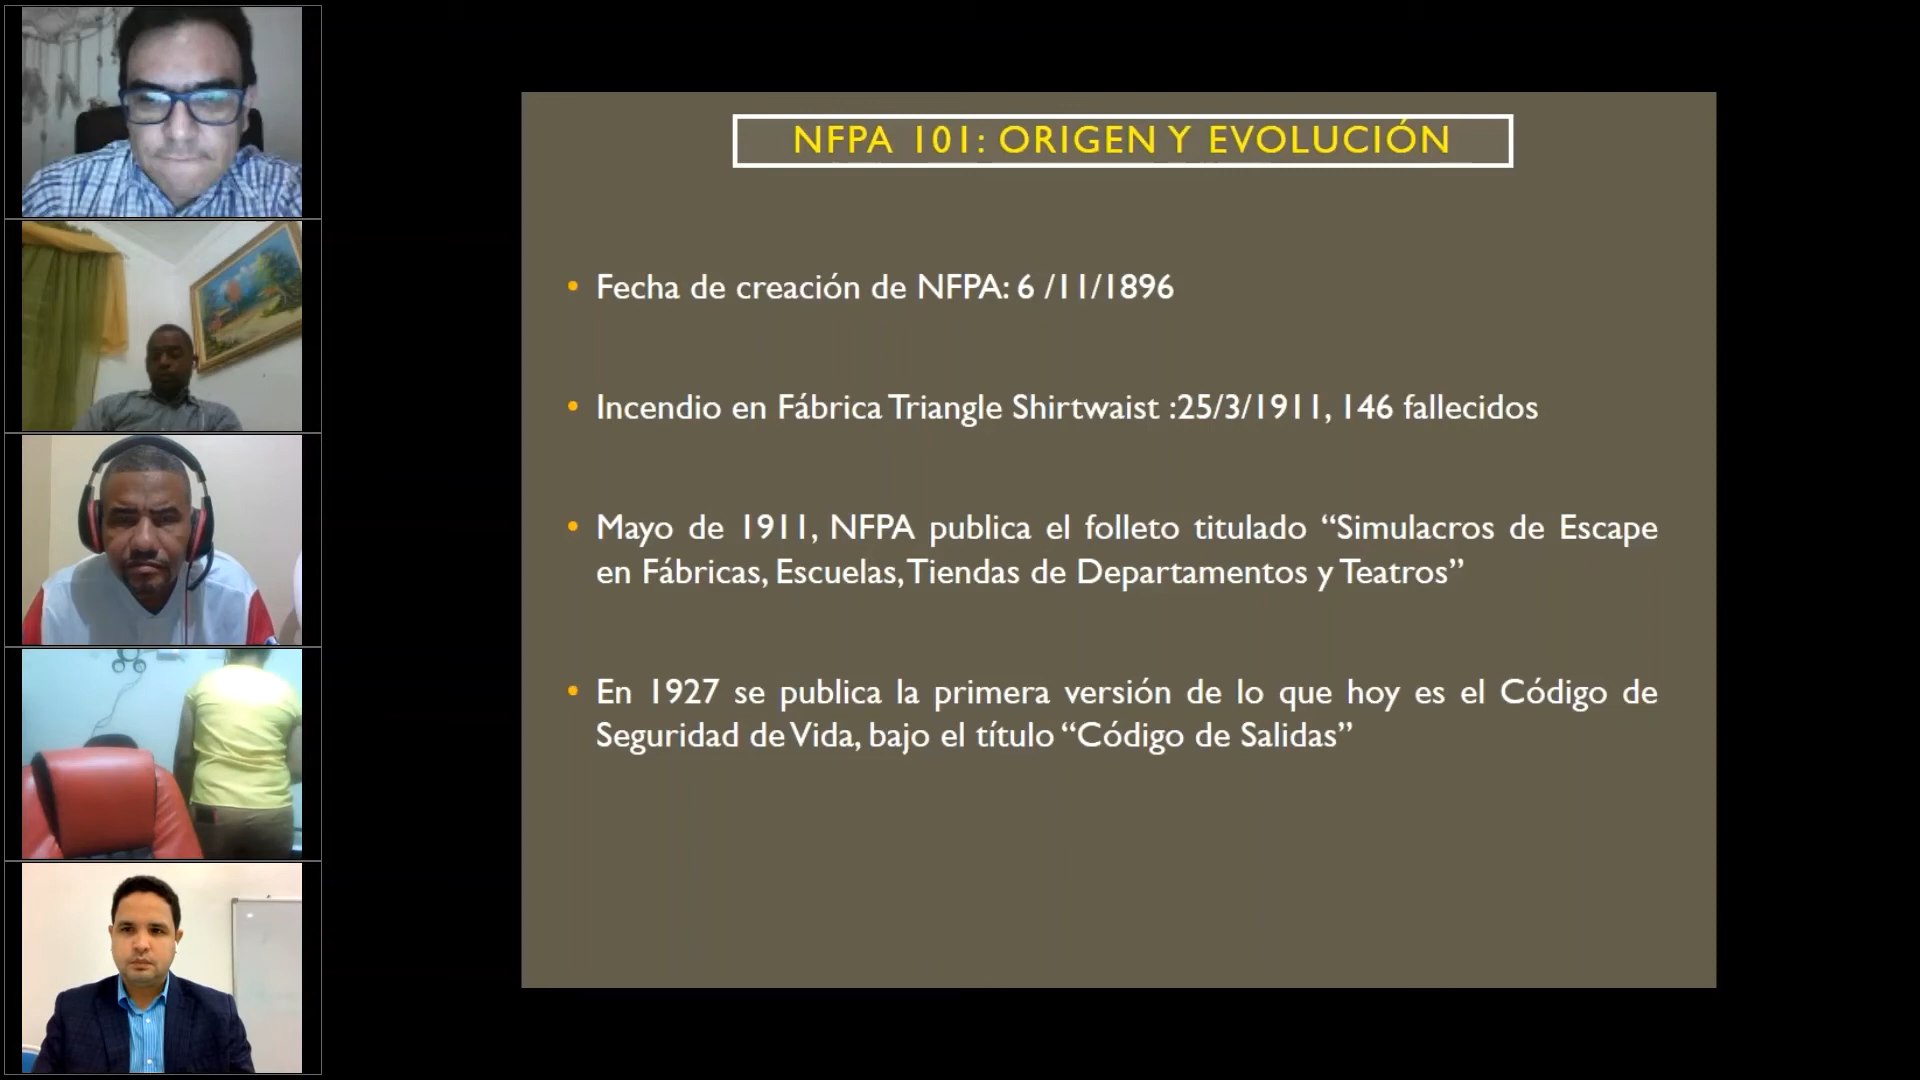 NFPA 101: ORIGEN Y EVOLUCIÓN
• Fecha de creación de NFPA: 6 /11/1896
• Incendio en Fábrica Triangle Shirtwaist :25/3/1911, 146 fallecidos
• Mayo de 1911, NFPA publica el folleto titulado “Simulacros de Escape
en Fábricas, Escuelas, Tiendas de Departamentos y Teatros”
• En 1927 se publica la primera versión de lo que hoy es el Código de
Seguridad de Vida, bajo el título “Código de Salidas”